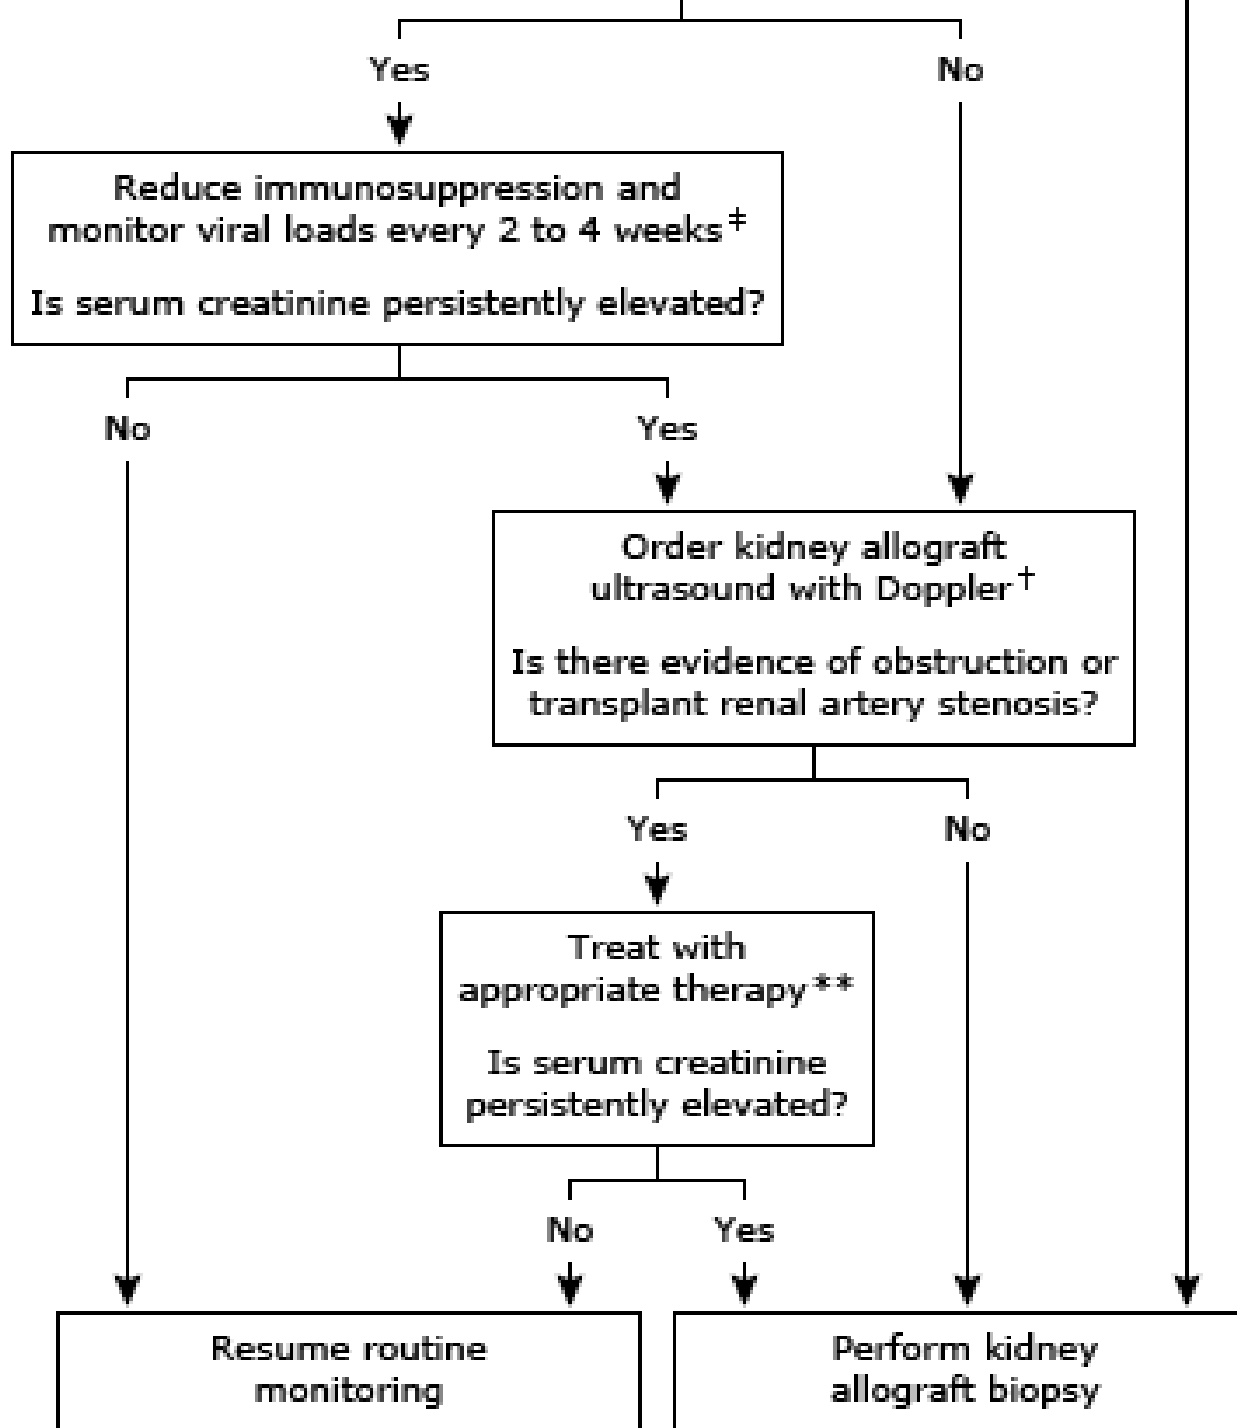 Yes
No
Reduce immunosuppression and
monitor viral loads every 2 to 4 weeks‡
Is serum creatinine persistently elevated?
No
Yes
Order kidney allograft
ultrasound with Doppler†
Is there evidence of obstruction or
transplant renal artery stenosis?
Yes
No
Treat with
appropriate therapy**
Is serum creatinine
persistently elevated?
No
Yes
Resume routine
monitoring
Perform kidney
allograft biopsy